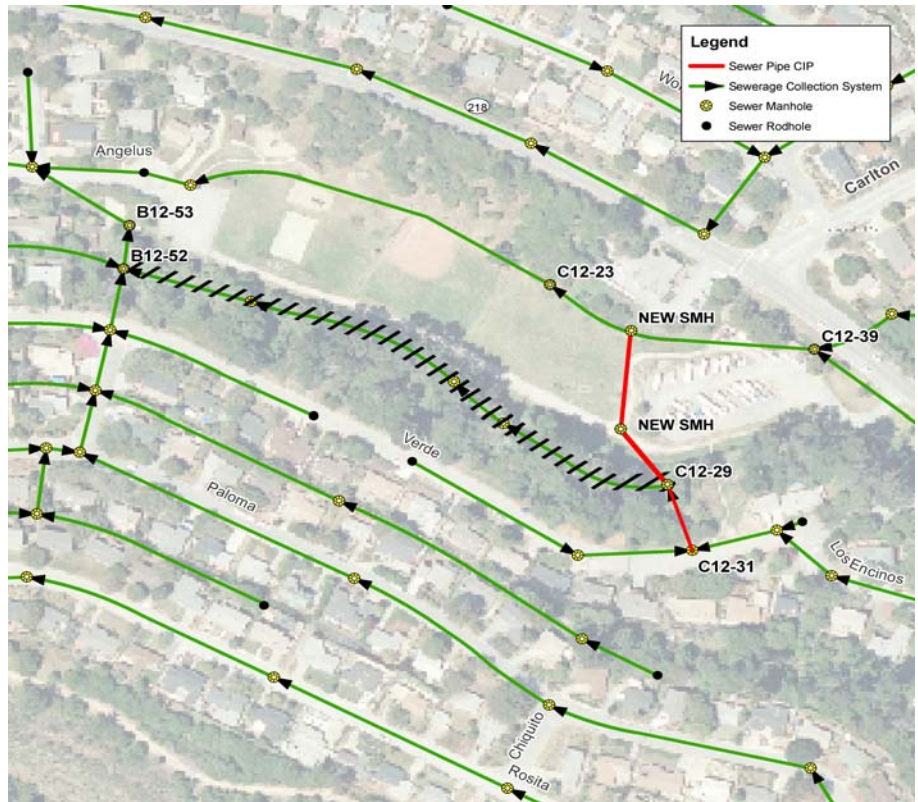 Legend
Sewer Pipe CIP
Sewerage Collection System
Sewer Manhole
Sewer Rodhole
218
Carlton
Angelus
B12-53
B12-52
C12-23
NEW SMH
C12-39
NEW SMH
Verde
C12-29
Paloma
Los Encinos
C12-31
Chiquito
Rosita